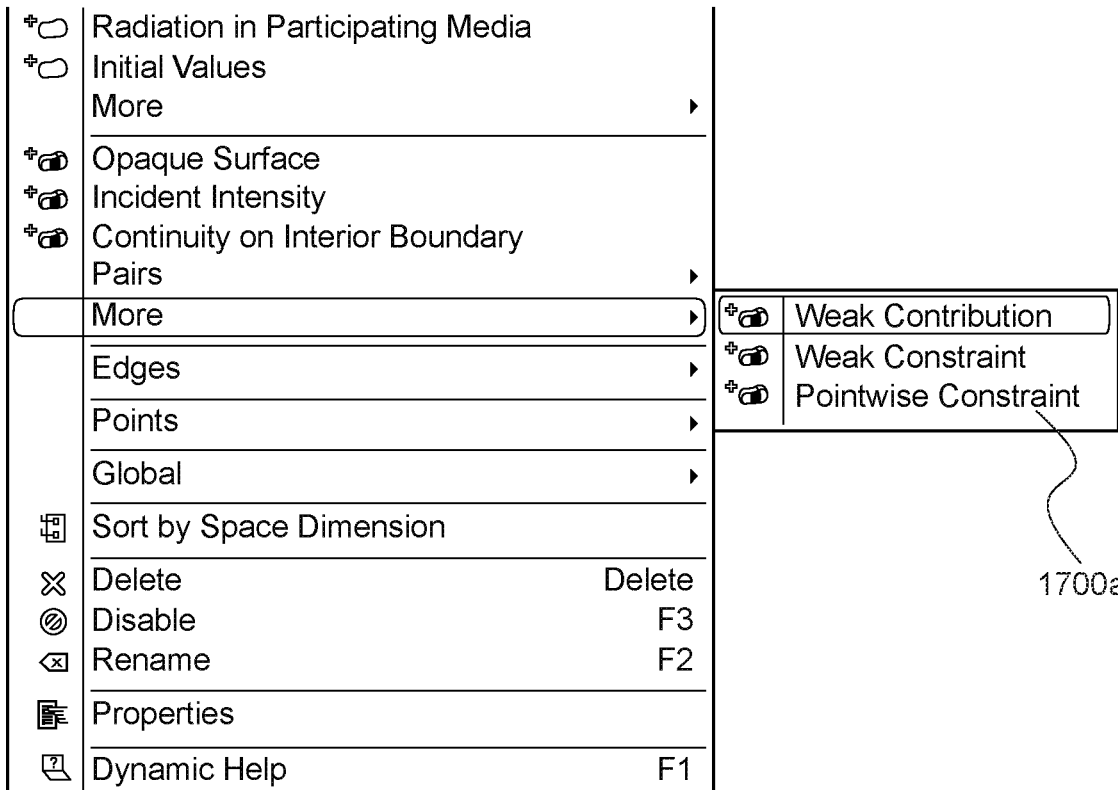 Radiation in Participating Media
Initial Values
More
Opaque Surface
Incident Intensity
Continuity on Interior Boundary
Pairs
More
Weak Contribution
Weak Constraint
Pointwise Constraint
Edges
Points
Global
Sort by Space Dimension
Delete Delete
Disable F3
Rename F2
Properties
Dynamic Help F1
1700a